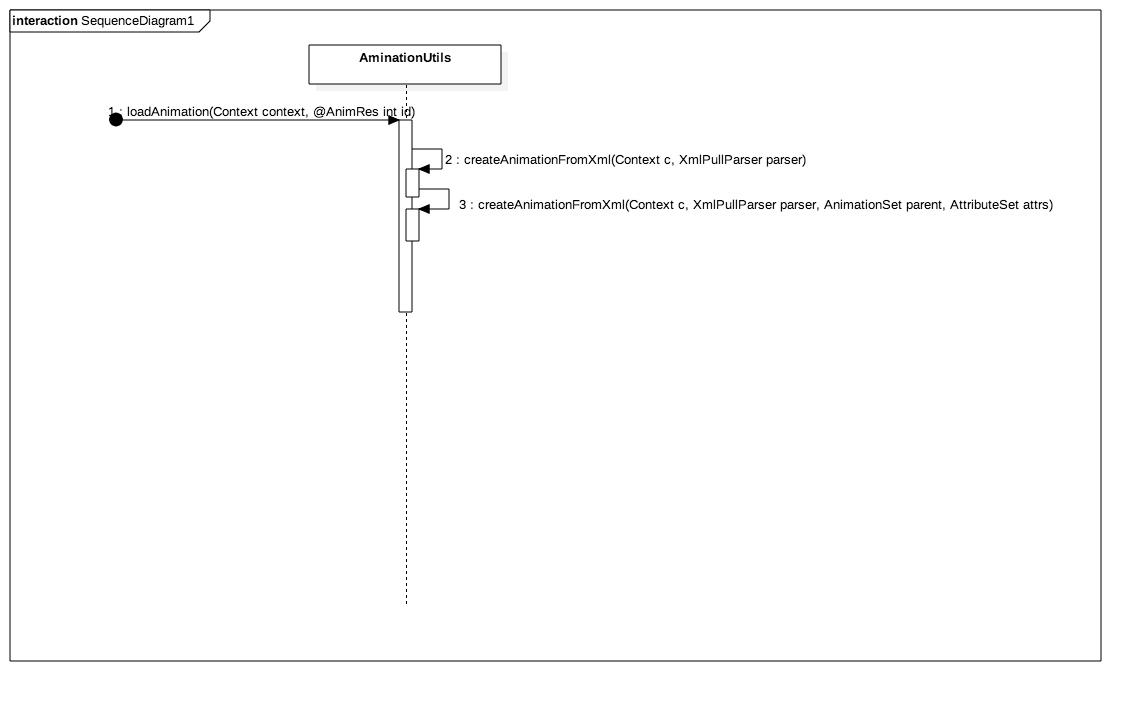 interaction SequenceDiagram1
AminationUtils
1 : loadAnimation(Context context, @AnimRes int id)
2 : createAnimationFromXml(Context c, XmlPullParser parser)
3 : createAnimationFromXml(Context c, XmlPullParser parser, AnimationSet parent, AttributeSet attrs)